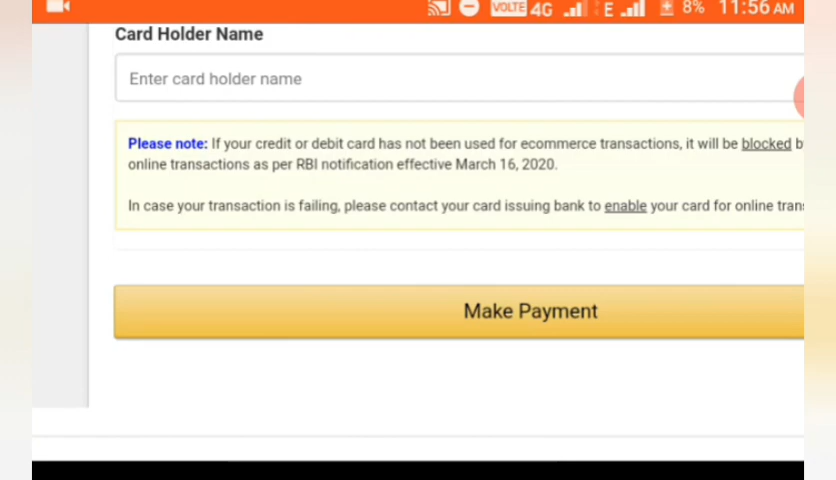 VOLTE 4G E 8% 11:56 AM
Card Holder Name
Enter card holder name
Please note: If your credit or debit card has not been used for ecommerce transactions, it will be blocked
online transactions as per RBI notification effective March 16, 2020.
In case your transaction is failing, please contact your card issuing bank to enable your card for online
Make Payment